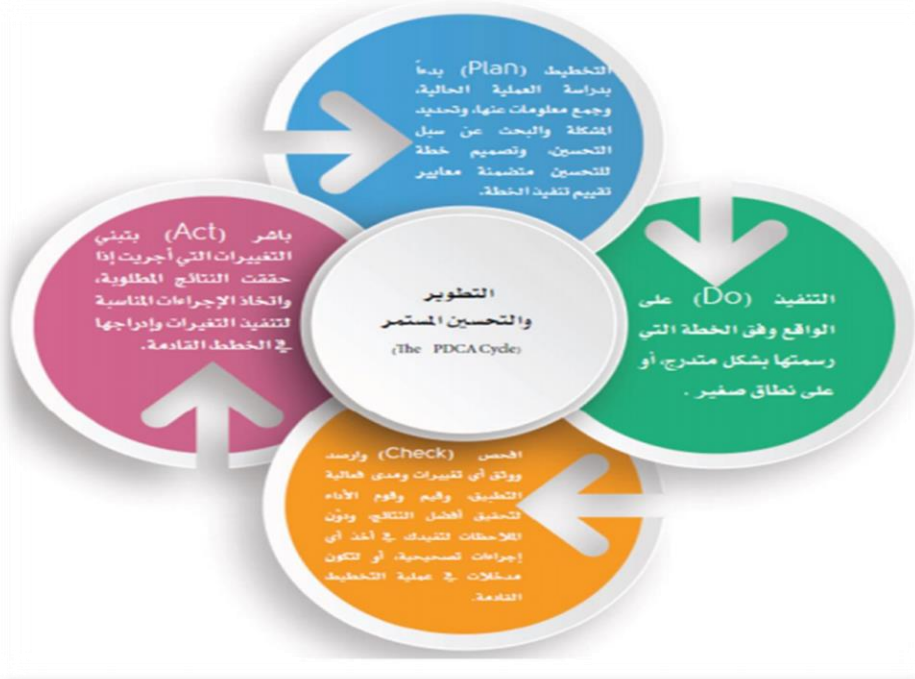 التخطيط (Plan) بدءاً
بدراسة العملية الحالية،
وجمع معلومات عنها، وتحديد
المشكلة والبحث عن سبل
التحسين، وتصميم خطة
للتحسين متضمنة معايير
تقييم تنفيذ الخطة.
التنفيذ (Do) على
الواقع وفق الخطة التي
رسمتها بشكل متدرج، أو
على نطاق صغير .
افحص (Check) وارصد
ووثق أي تغييرات ومدى فعالية
التطبيق، وقيم وقوم الأداء
لتحقيق أفضل النتائج، ودوّن
الملاحظات لتفيدك في أخذ أي
إجراءات تصحيحية، أو لتكون
مدخلات في عملية التخطيط
القادمة.
باشر (Act) بتبني
التغييرات التي أجريت إذا
حققت النتائج المطلوبة،
واتخاذ الإجراءات المناسبة
لتنفيذ التغيرات وإدراجها
في الخطط القادمة.
التطوير
والتحسين المستمر
(The PDCA Cycle)